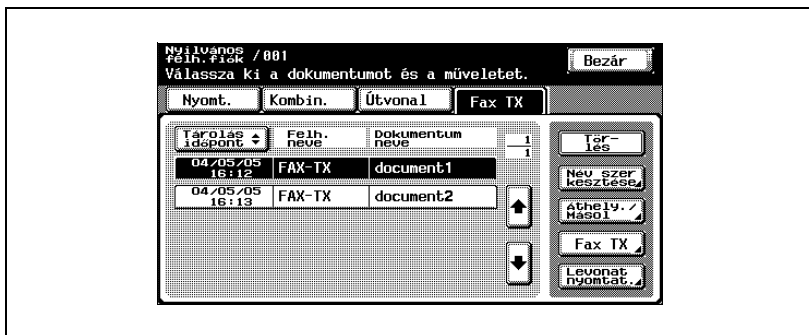 Nyilvános
felh.fiók /001
Válassza ki a dokumentumot és a műveletet.
Bezár
Nyomt. Kombin. Útvonal Fax TX
Tárolás időpont Felh. neve Dokumentum neve 1
1
04/05/05 16:12 FAX-TX document1
04/05/05 16:13 FAX-TX document2
Tör-
lés
Név szer
kesztése
Áthely./
Másol
Fax TX
Levonat
nyomtat.